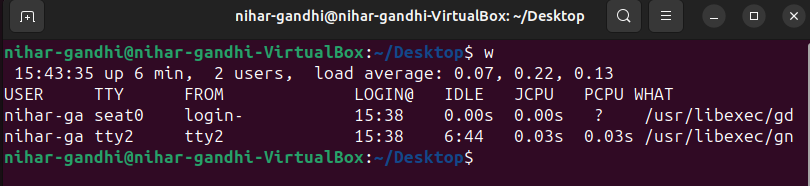 nihar-gandhi@nihar-gandhi-VirtualBox: ~/Desktop
nihar-gandhi@nihar-gandhi-VirtualBox:~/Desktop$ w
 15:43:35 up 6 min,  2 users,  load average: 0.07, 0.22, 0.13
USER     TTY      FROM             LOGIN@   IDLE   JCPU   PCPU WHAT
nihar-ga seat0    login-           15:38    0.00s  0.00s   ?    /usr/libexec/gd
nihar-ga tty2     tty2             15:38    6:44   0.03s  0.03s /usr/libexec/gn
nihar-gandhi@nihar-gandhi-VirtualBox:~/Desktop$